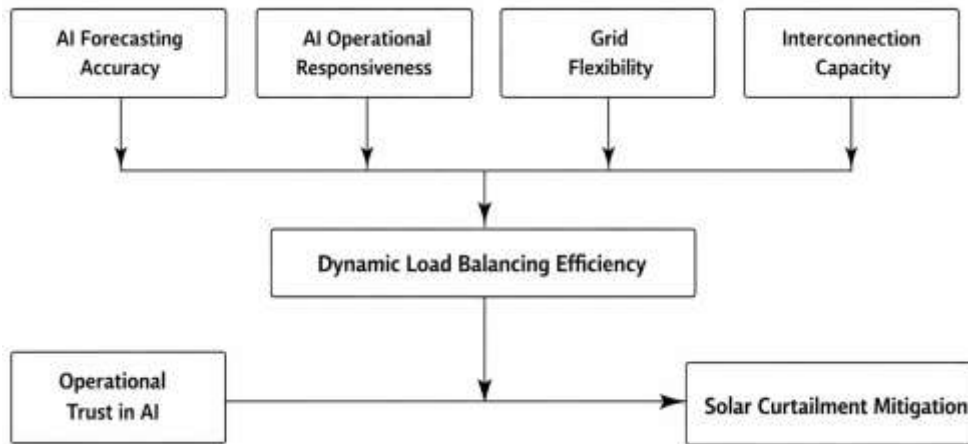 AI Forecasting
Accuracy
AI Operational
Responsiveness
Grid
Flexibility
Interconnection
Capacity
Dynamic Load Balancing Efficiency
Operational
Trust in AI
Solar Curtailment Mitigation